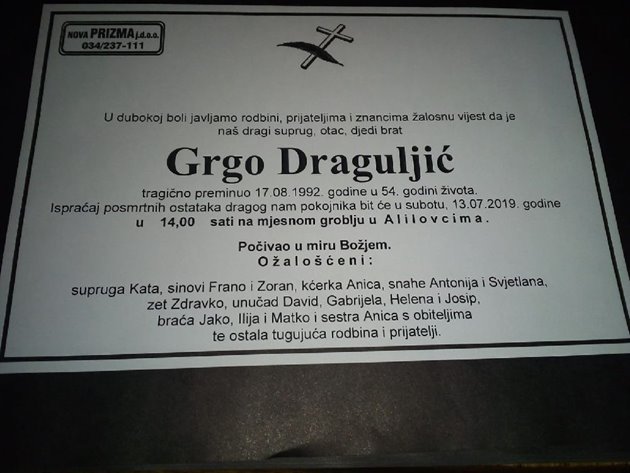 NOVA PRIZMA j.d.o.o.
034/237-111
U dubokoj boli javljamo rodbini, prijateljima i znancima žalosnu vijest da je
naš dragi suprug, otac, djedi brat
Grgo Draguljić
tragično preminuo 17.08.1992. godine u 54. godini života.
Ispraćaj posmrtnih ostataka dragog nam pokojnika bit će u subotu, 13.07.2019. godine
u 14,00 sati na mjesnom groblju u Alilovcima.
Počivao u miru Božjem.
Ožalošćeni:
supruga Kata, sinovi Frano i Zoran, kćerka Anica, snahe Antonija i Svjetlana,
zet Zdravko, unučad David, Gabrijela, Helena i Josip,
braća Jako, Ilija i Matko i sestra Anica s obiteljima
te ostala tugujuća rodbina i prijatelji.